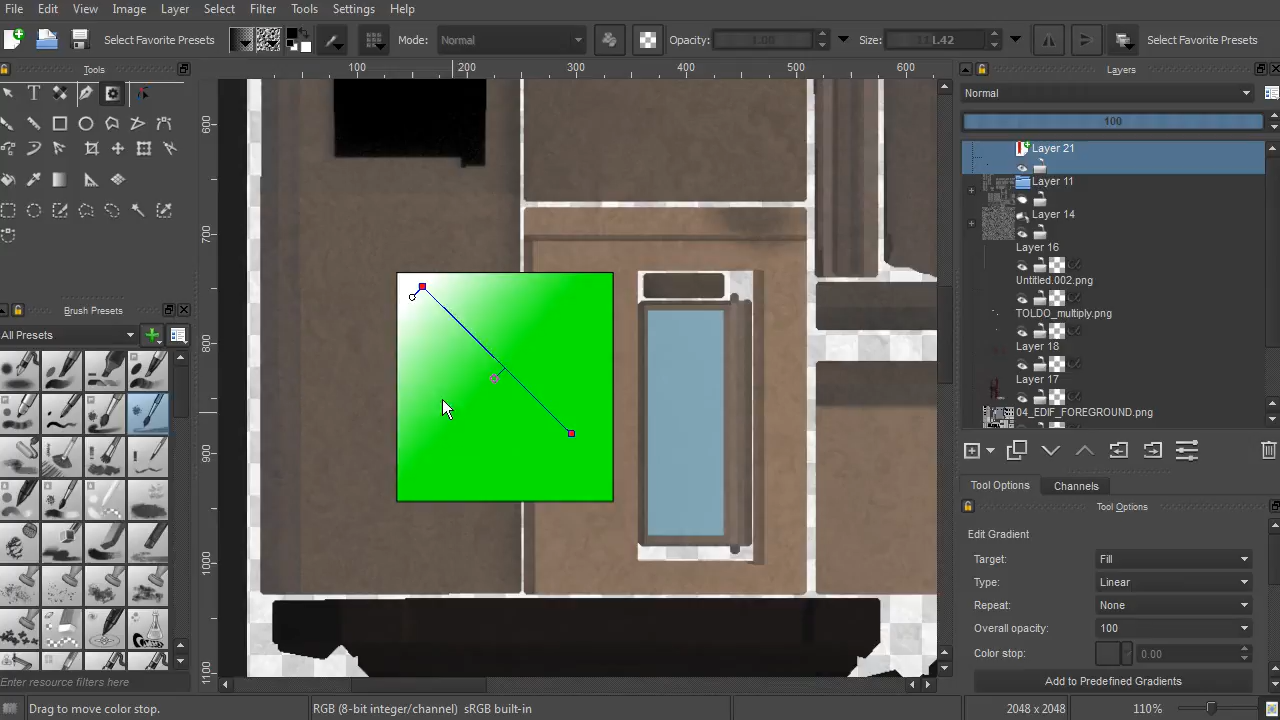 File Edit View Image Layer Select Filter Tools Settings Help
Select Favorite Presets Mode: Normal Opacity: 1.00 Size: Select Favorite Presets
Tools
100 200 300 400 500 600
600
700
800
900
1000
1100
Brush Presets
All Presets
Enter resource filters here
Layers
Normal
100
Layer 21
Layer 11
Layer 14
Layer 16
Untitled.002.png
TOLDO_multiply.png
Layer 18
Layer 17
04_EDIF_FOREGROUND.png
Tool Options Channels
Tool Options
Edit Gradient
Target: Fill
Type: Linear
Repeat: None
Overall opacity: 100
Color stop: 0.00
Add to Predefined Gradients
Drag to move color stop. RGB (8-bit integer/channel) sRGB built-in 2048 x 2048 110%